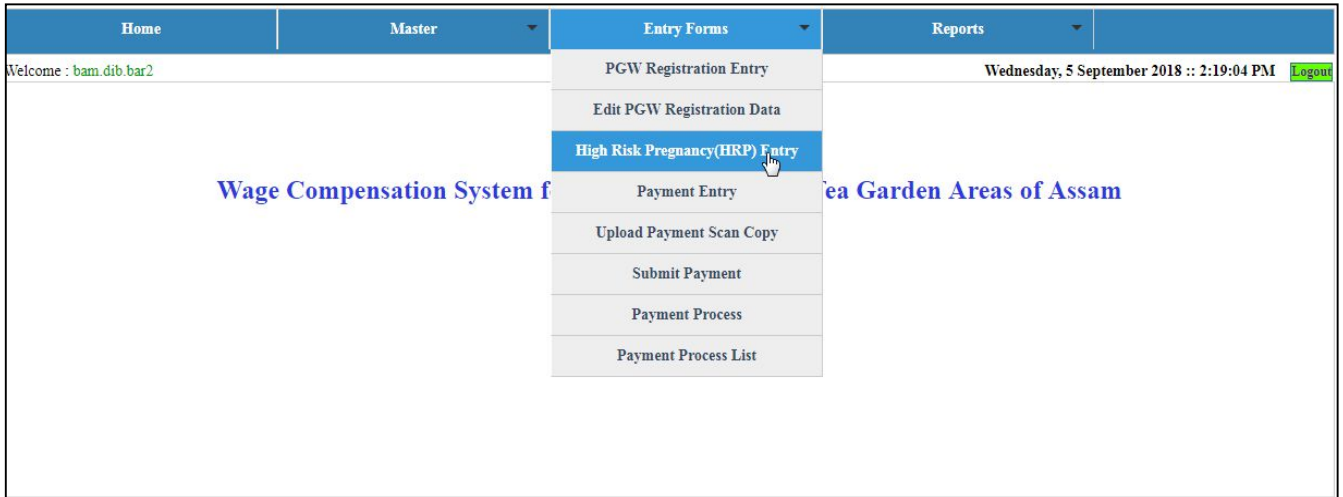 Home Master Entry Forms Reports
Welcome : bam.dib.bar2 Wednesday, 5 September 2018 :: 2:19:04 PM Logout
PGW Registration Entry
Edit PGW Registration Data
High Risk Pregnancy(HRP) Entry
Wage Compensation System f ea Garden Areas of Assam
Payment Entry
Upload Payment Scan Copy
Submit Payment
Payment Process
Payment Process List